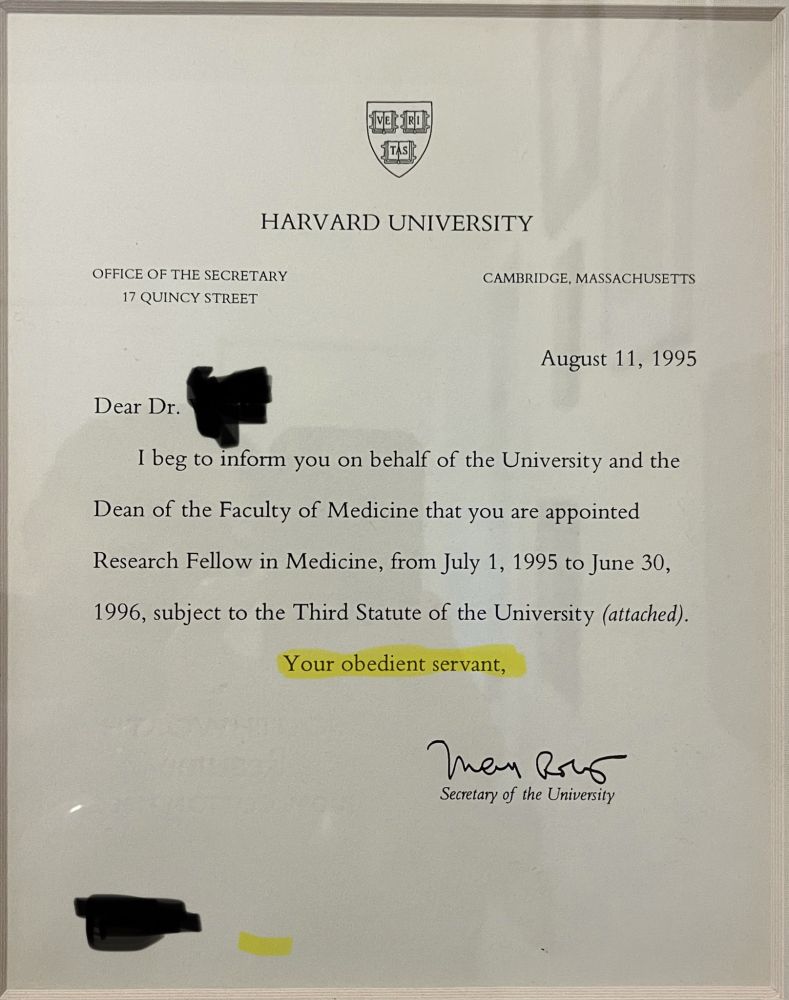 VE RI
TAS
HARVARD UNIVERSITY
OFFICE OF THE SECRETARY
17 QUINCY STREET
CAMBRIDGE, MASSACHUSETTS
August 11, 1995
Dear Dr.
I beg to inform you on behalf of the University and the
Dean of the Faculty of Medicine that you are appointed
Research Fellow in Medicine, from July 1, 1995 to June 30,
1996, subject to the Third Statute of the University (attached).
Your obedient servant,
Secretary of the University